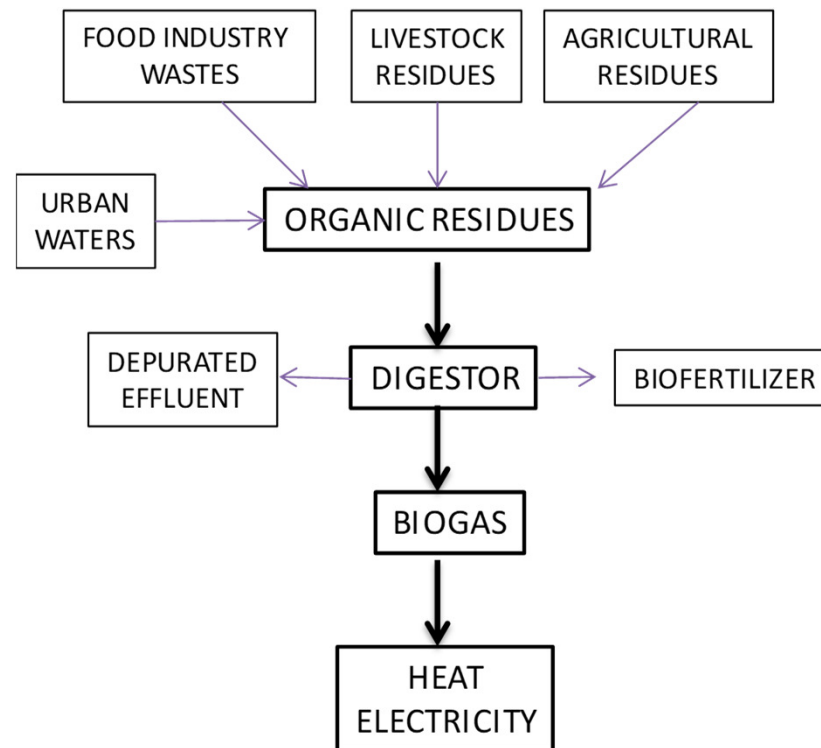 FOOD INDUSTRY
WASTES
LIVESTOCK
RESIDUES
AGRICULTURAL
RESIDUES
URBAN
WATERS
ORGANIC RESIDUES
DEPURATED
EFFLUENT
DIGESTOR
BIOFERTILIZER
BIOGAS
HEAT
ELECTRICITY